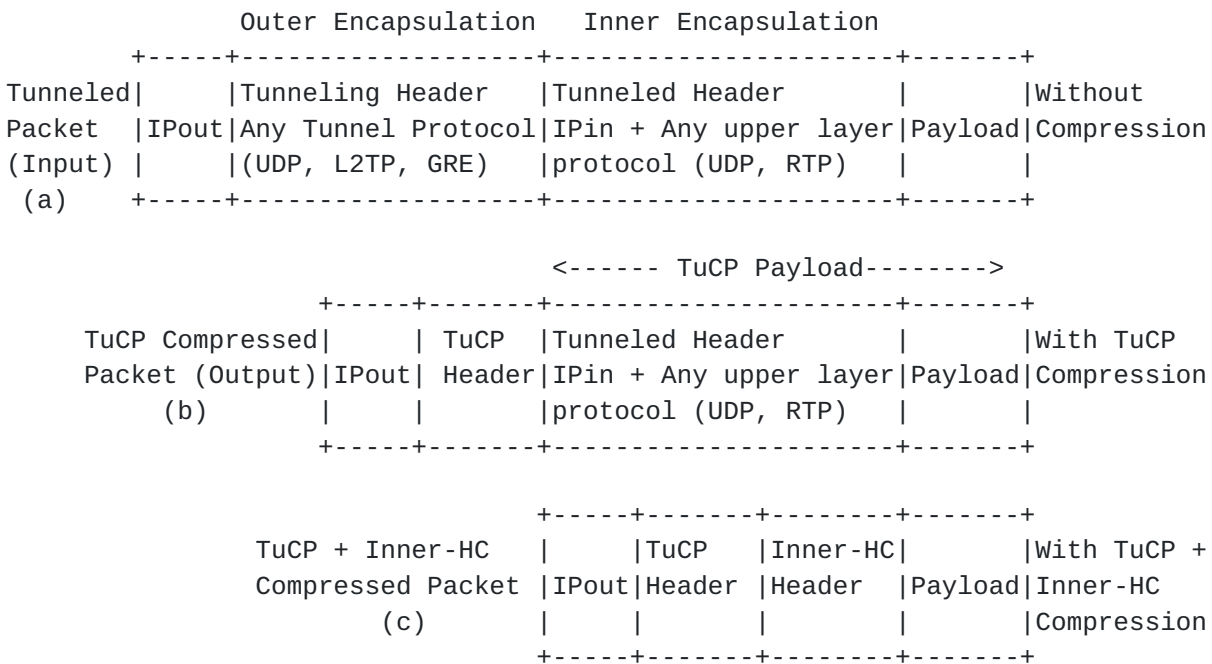 Outer Encapsulation   Inner Encapsulation
        +-----+-------------------+----------------------+-------+
Tunneled|     |Tunneling Header   |Tunneled Header       |       |Without
Packet  |IPout|Any Tunnel Protocol|IPin + Any upper layer|Payload|Compression
(Input) |     |(UDP, L2TP, GRE)   |protocol (UDP, RTP)   |       |
 (a)    +-----+-------------------+----------------------+-------+
                                   <------ TuCP Payload-------->
                    +-----+-------+----------------------+-------+
     TuCP Compressed|     | TuCP  |Tunneled Header       |       |With TuCP
     Packet (Output)|IPout| Header|IPin + Any upper layer|Payload|Compression
          (b)       |     |       |protocol (UDP, RTP)   |       |
                    +-----+-------+----------------------+-------+
                                  +-----+-------+--------+-------+
                TuCP + Inner-HC   |     |TuCP   |Inner-HC|       |With TuCP +
                Compressed Packet |IPout|Header |Header  |Payload|Inner-HC
                        (c)       |     |       |        |       |Compression
                                  +-----+-------+--------+-------+